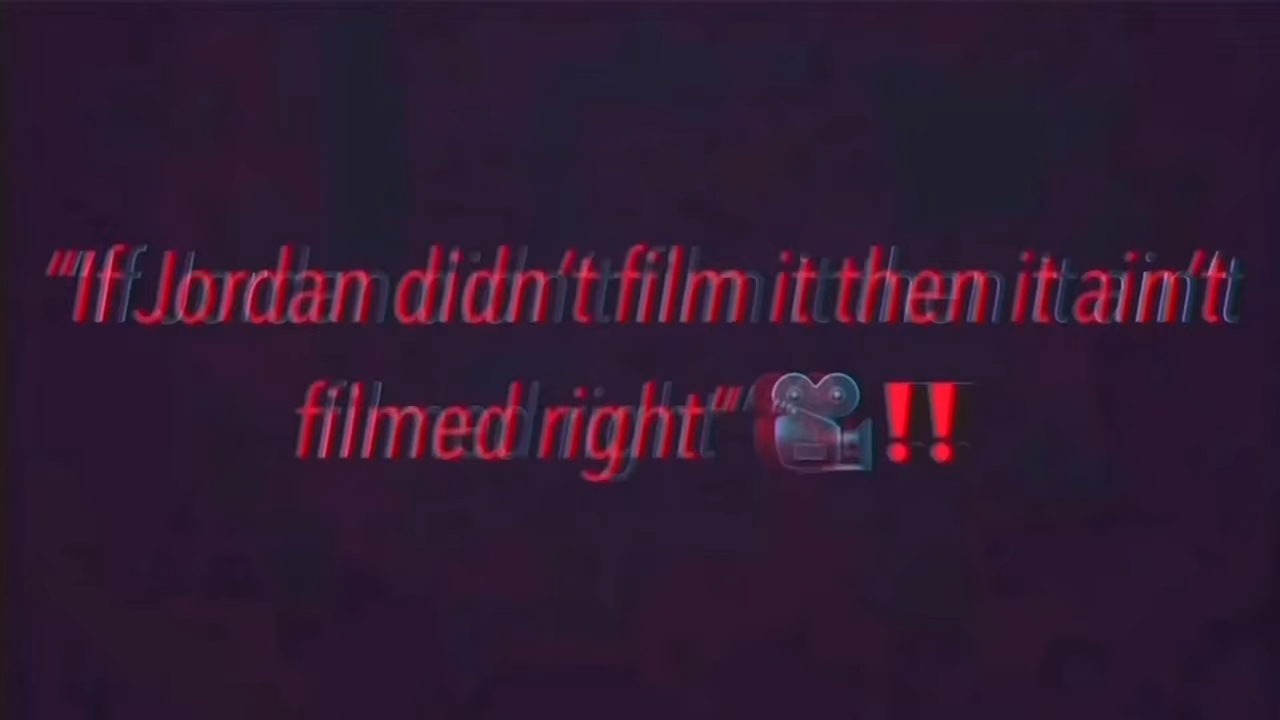 "If Jordan didn't film it then it ain't
filmed right" 🎥‼️